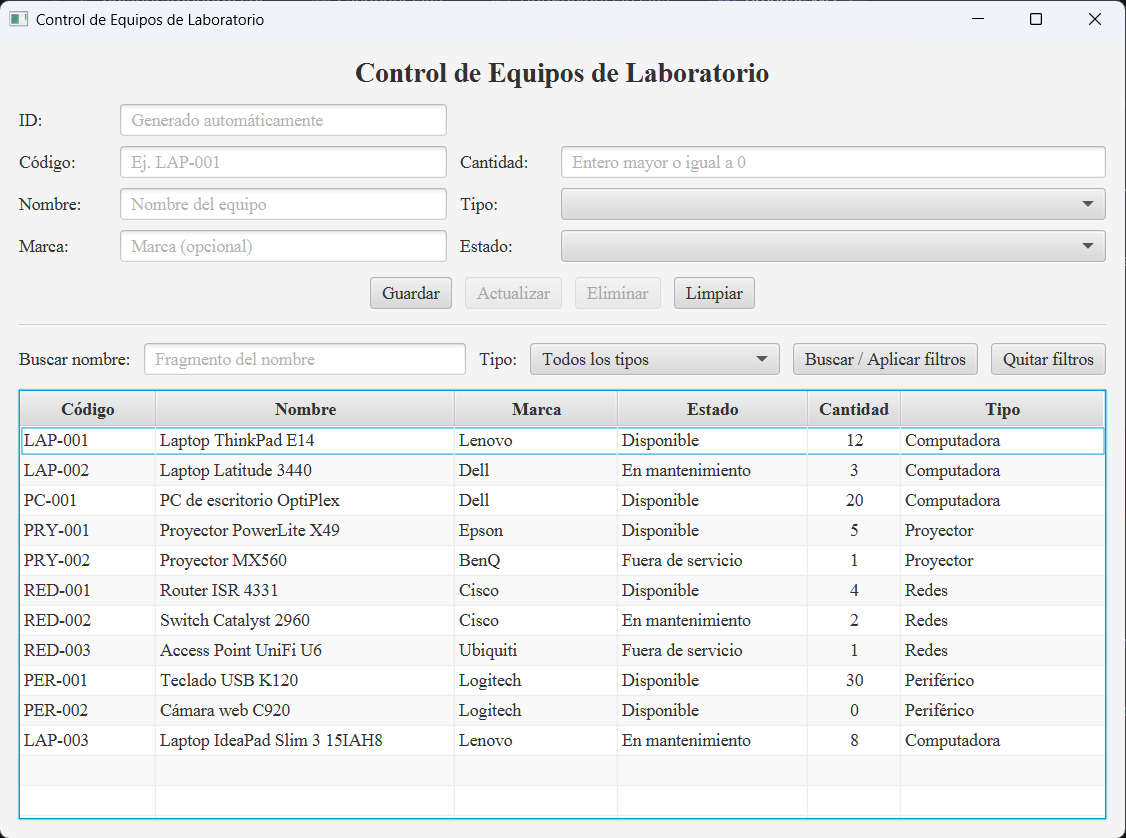 Control de Equipos de Laboratorio
Control de Equipos de Laboratorio
ID: Generado automáticamente
Código: Ej. LAP-001 Cantidad: Entero mayor o igual a 0
Nombre: Nombre del equipo Tipo:
Marca: Marca (opcional) Estado:
Guardar Actualizar Eliminar Limpiar
Buscar nombre: Fragmento del nombre Tipo: Todos los tipos Buscar / Aplicar filtros Quitar filtros
Código Nombre Marca Estado Cantidad Tipo
LAP-001 Laptop ThinkPad E14 Lenovo Disponible 12 Computadora
LAP-002 Laptop Latitude 3440 Dell En mantenimiento 3 Computadora
PC-001 PC de escritorio OptiPlex Dell Disponible 20 Computadora
PRY-001 Proyector PowerLite X49 Epson Disponible 5 Proyector
PRY-002 Proyector MX560 BenQ Fuera de servicio 1 Proyector
RED-001 Router ISR 4331 Cisco Disponible 4 Redes
RED-002 Switch Catalyst 2960 Cisco En mantenimiento 2 Redes
RED-003 Access Point UniFi U6 Ubiquiti Fuera de servicio 1 Redes
PER-001 Teclado USB K120 Logitech Disponible 30 Periférico
PER-002 Cámara web C920 Logitech Disponible 0 Periférico
LAP-003 Laptop IdeaPad Slim 3 15IAH8 Lenovo En mantenimiento 8 Computadora